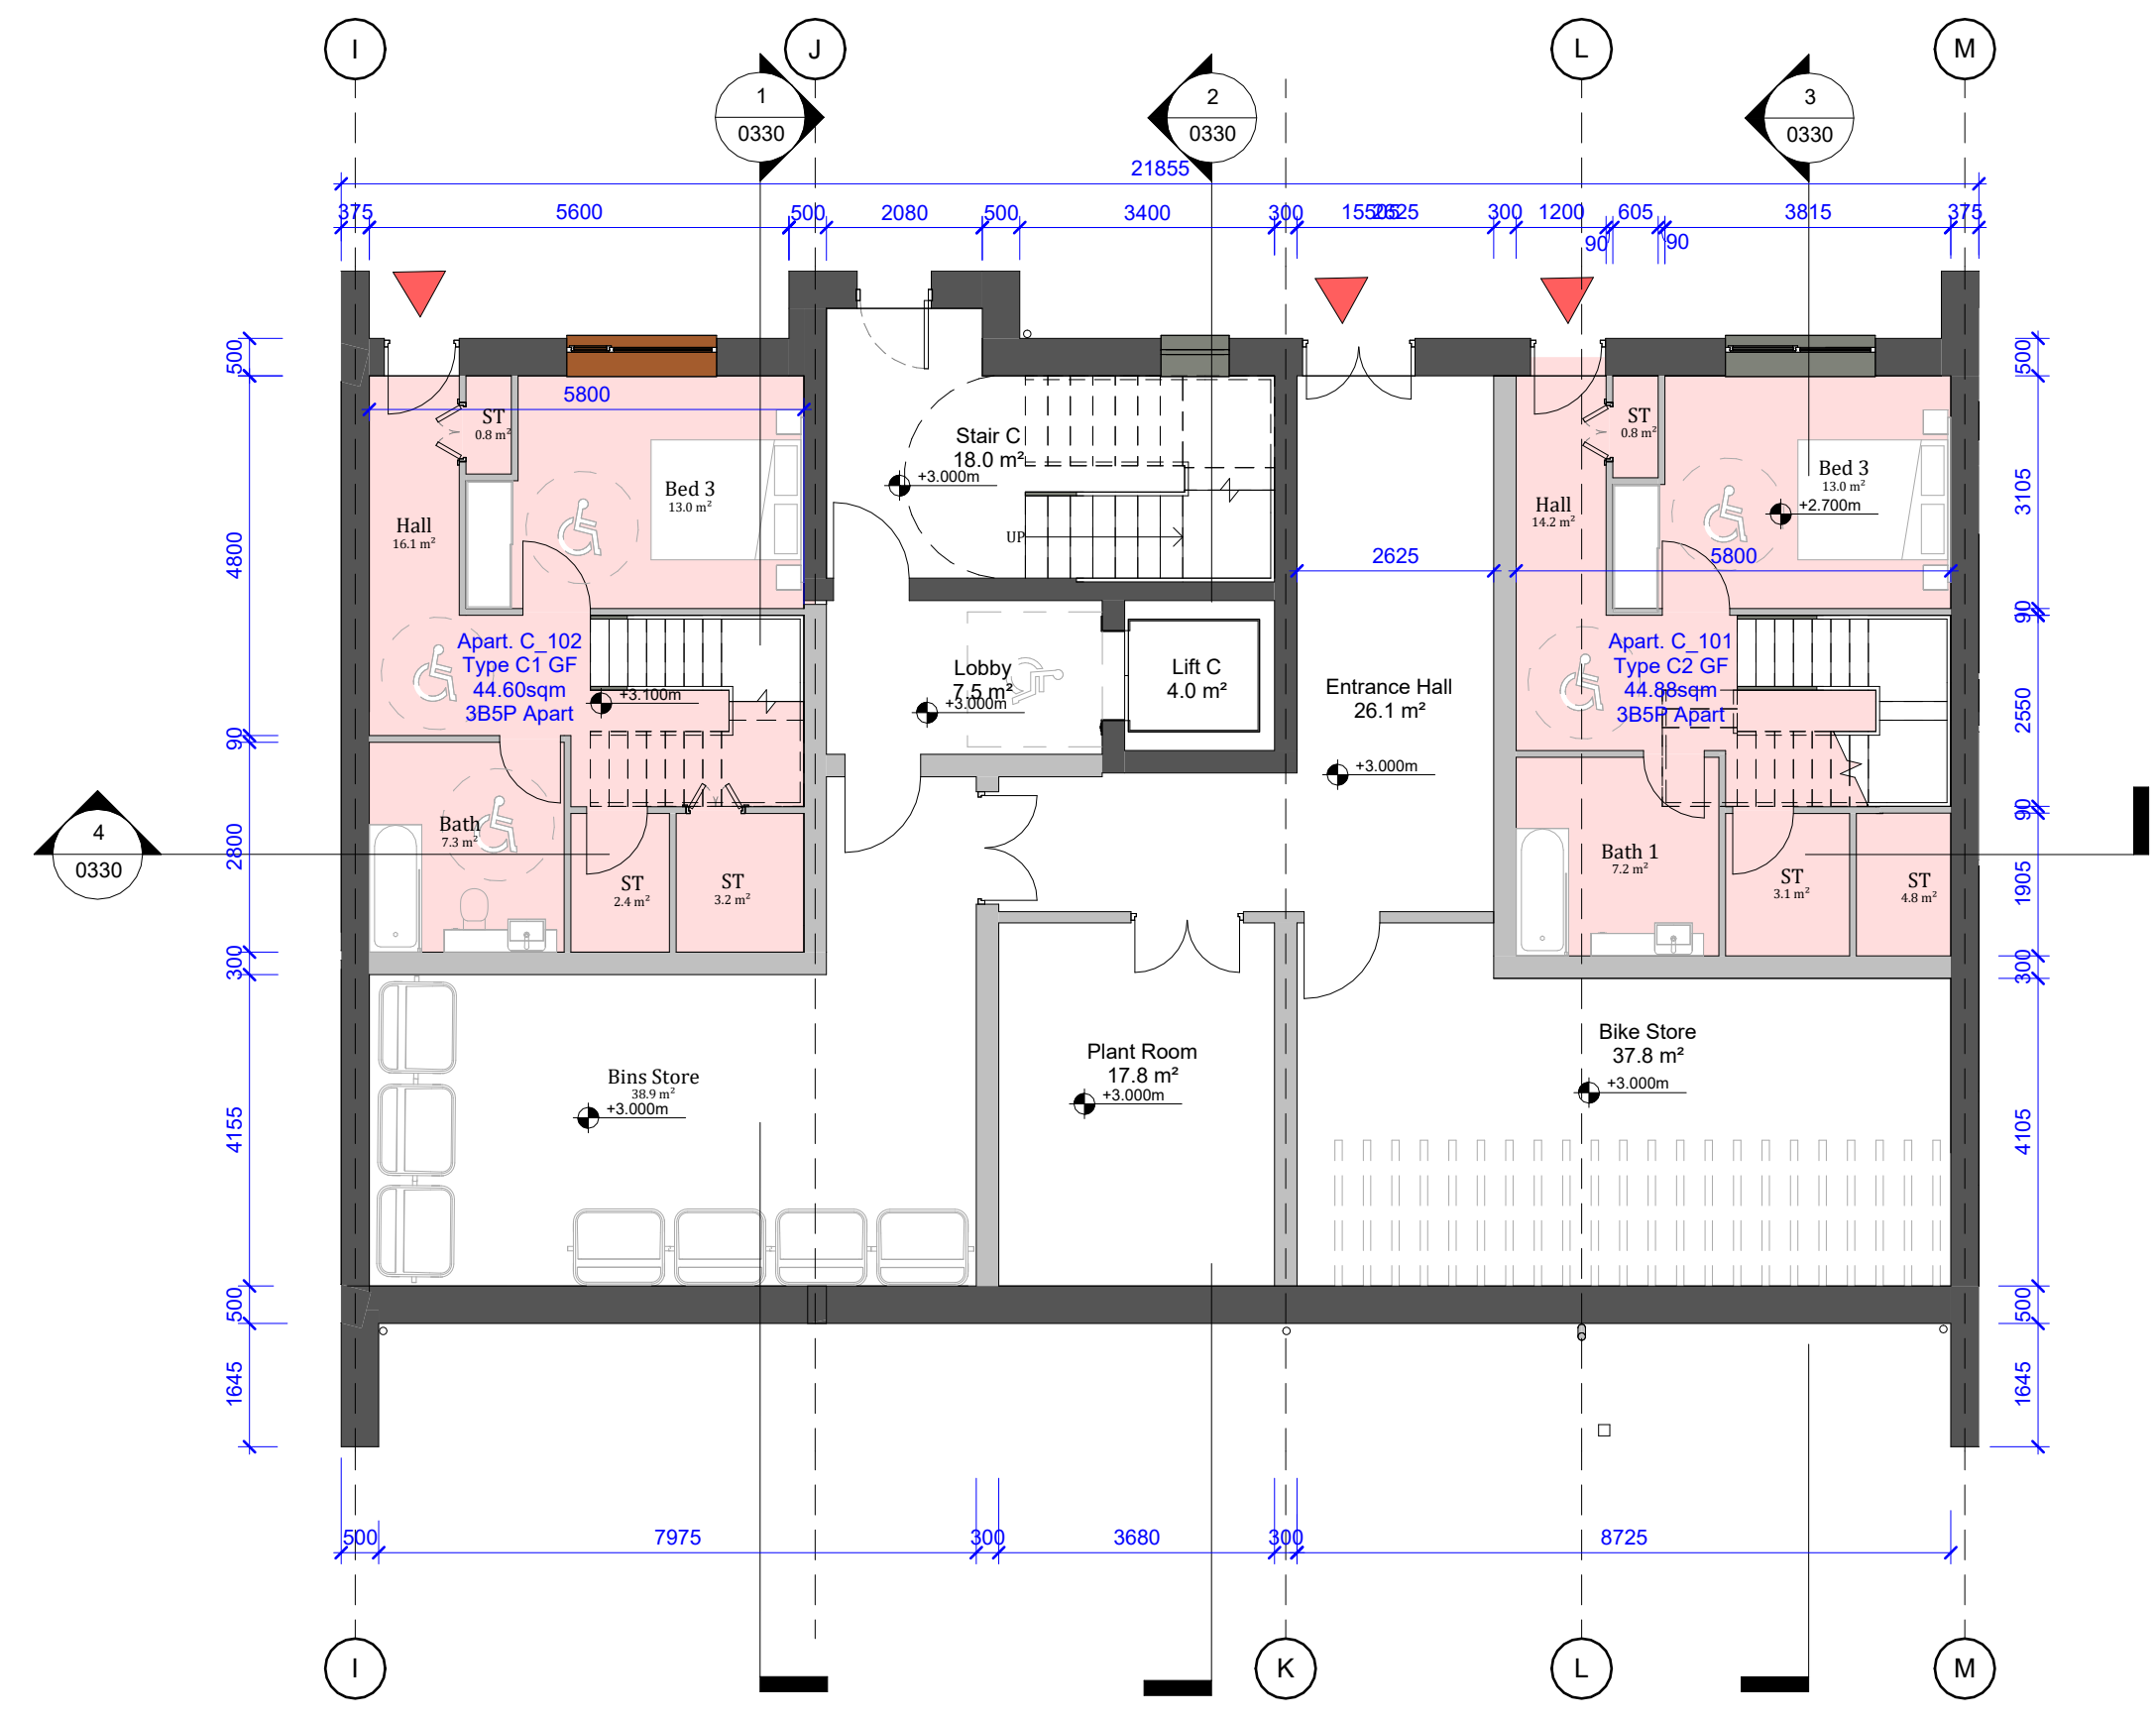 I
J
L
M
1
0330
2
0330
3
0330
21855
375
5600
500
2080
500
3400
300
2625
300
1200
90
605
90
3815
375
500
4800
90
2800
300
4155
500
1645
5800
ST
0.8 m²
Bed 3
13.0 m²
Hall
16.1 m²
Apart. C_102
Type C1 GF
44.60sqm
3B5P Apart
+3.100m
Bath
7.3 m²
ST
2.4 m²
ST
3.2 m²
Stair C
18.0 m²
+3.000m
UP
Lobby
7.5 m²
+3.000m
Lift C
4.0 m²
2625
Entrance Hall
26.1 m²
+3.000m
ST
0.8 m²
Hall
14.2 m²
Bed 3
13.0 m²
+2.700m
5800
Apart. C_101
Type C2 GF
44.88sqm
3B5P Apart
Bath 1
7.2 m²
ST
3.1 m²
ST
4.8 m²
500
3105
90
2550
90
1905
300
4105
500
1645
4
0330
Bins Store
38.9 m²
+3.000m
Plant Room
17.8 m²
+3.000m
Bike Store
37.8 m²
+3.000m
500
7975
300
3680
300
8725
I
K
L
M